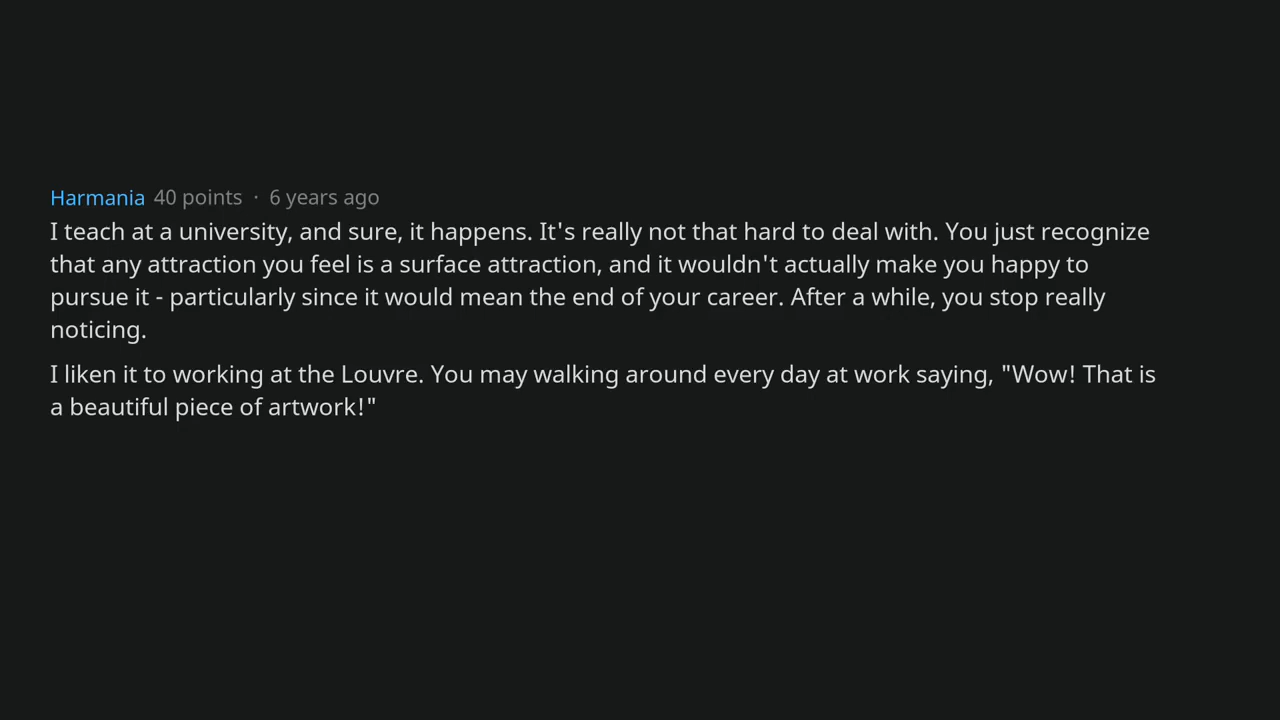 Harmania 40 points · 6 years ago
I teach at a university, and sure, it happens. It's really not that hard to deal with. You just recognize
that any attraction you feel is a surface attraction, and it wouldn't actually make you happy to
pursue it - particularly since it would mean the end of your career. After a while, you stop really
noticing.
I liken it to working at the Louvre. You may walking around every day at work saying, "Wow! That is
a beautiful piece of artwork!"